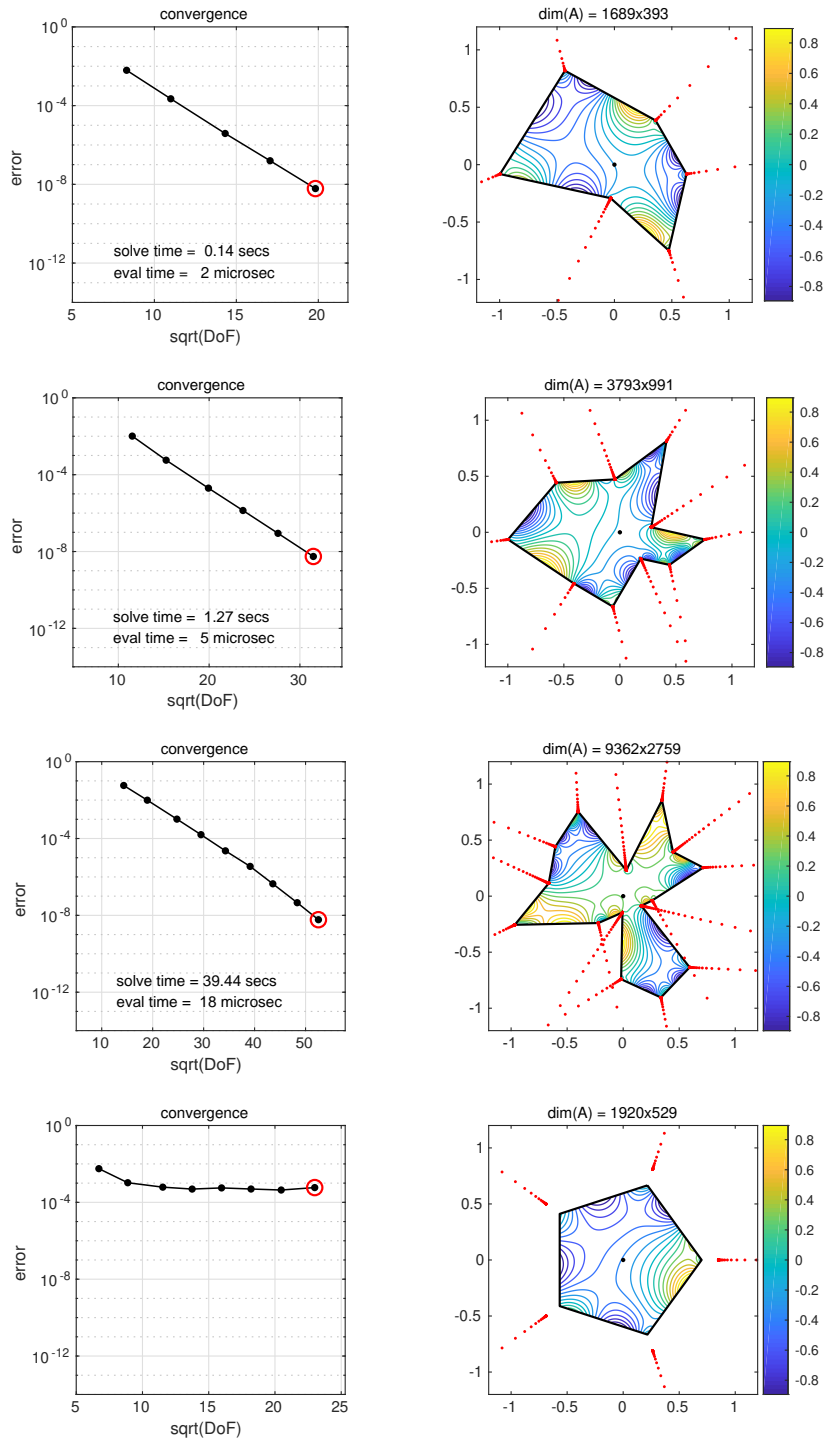 convergence
10^0
10^-4
10^-8
10^-12
error
solve time = 0.14 secs
eval time = 2 microsec
5 10 15 20
sqrt(DoF)
dim(A) = 1689x393
1
0.5
0
-0.5
-1
-1 -0.5 0 0.5 1
0.8
0.6
0.4
0.2
0
-0.2
-0.4
-0.6
-0.8
convergence
10^0
10^-4
10^-8
10^-12
error
solve time = 1.27 secs
eval time = 5 microsec
10 20 30
sqrt(DoF)
dim(A) = 3793x991
1
0.5
0
-0.5
-1
-1 -0.5 0 0.5 1
0.8
0.6
0.4
0.2
0
-0.2
-0.4
-0.6
-0.8
convergence
10^0
10^-4
10^-8
10^-12
error
solve time = 39.44 secs
eval time = 18 microsec
10 20 30 40 50
sqrt(DoF)
dim(A) = 9362x2759
1
0.5
0
-0.5
-1
-1 -0.5 0 0.5 1
0.8
0.6
0.4
0.2
0
-0.2
-0.4
-0.6
-0.8
convergence
10^0
10^-4
10^-8
10^-12
error
5 10 15 20 25
sqrt(DoF)
dim(A) = 1920x529
1
0.5
0
-0.5
-1
-1 -0.5 0 0.5 1
0.8
0.6
0.4
0.2
0
-0.2
-0.4
-0.6
-0.8